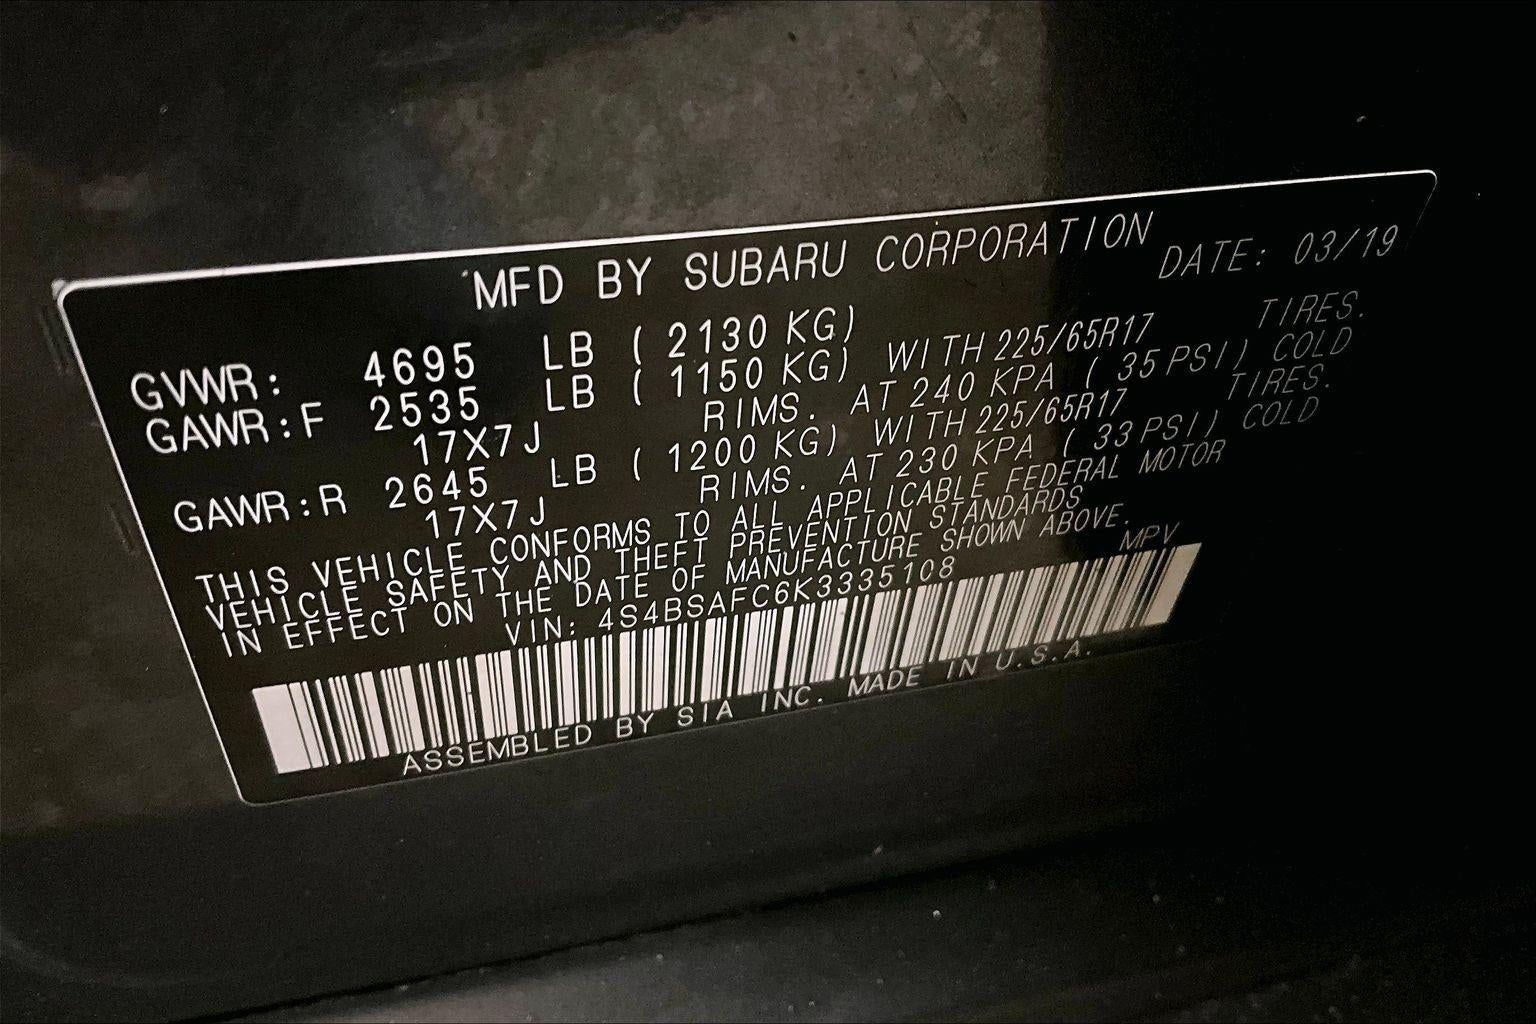 MFD BY SUBARU CORPORATION
DATE: 03/19
GVWR: 4695 LB ( 2130 KG)
GAWR:F 2535 LB ( 1150 KG) WITH 225/65R17 TIRES.
17X7J RIMS. AT 240 KPA ( 35 PSI) COLD
GAWR:R 2645 LB ( 1200 KG) WITH 225/65R17 TIRES.
17X7J RIMS. AT 230 KPA ( 33 PSI) COLD
THIS VEHICLE CONFORMS TO ALL APPLICABLE FEDERAL MOTOR
VEHICLE SAFETY AND THEFT PREVENTION STANDARDS
IN EFFECT ON THE DATE OF MANUFACTURE SHOWN ABOVE.
VIN: 4S4BSAFC6K3335108 MPV
ASSEMBLED BY SIA INC. MADE IN U.S.A.